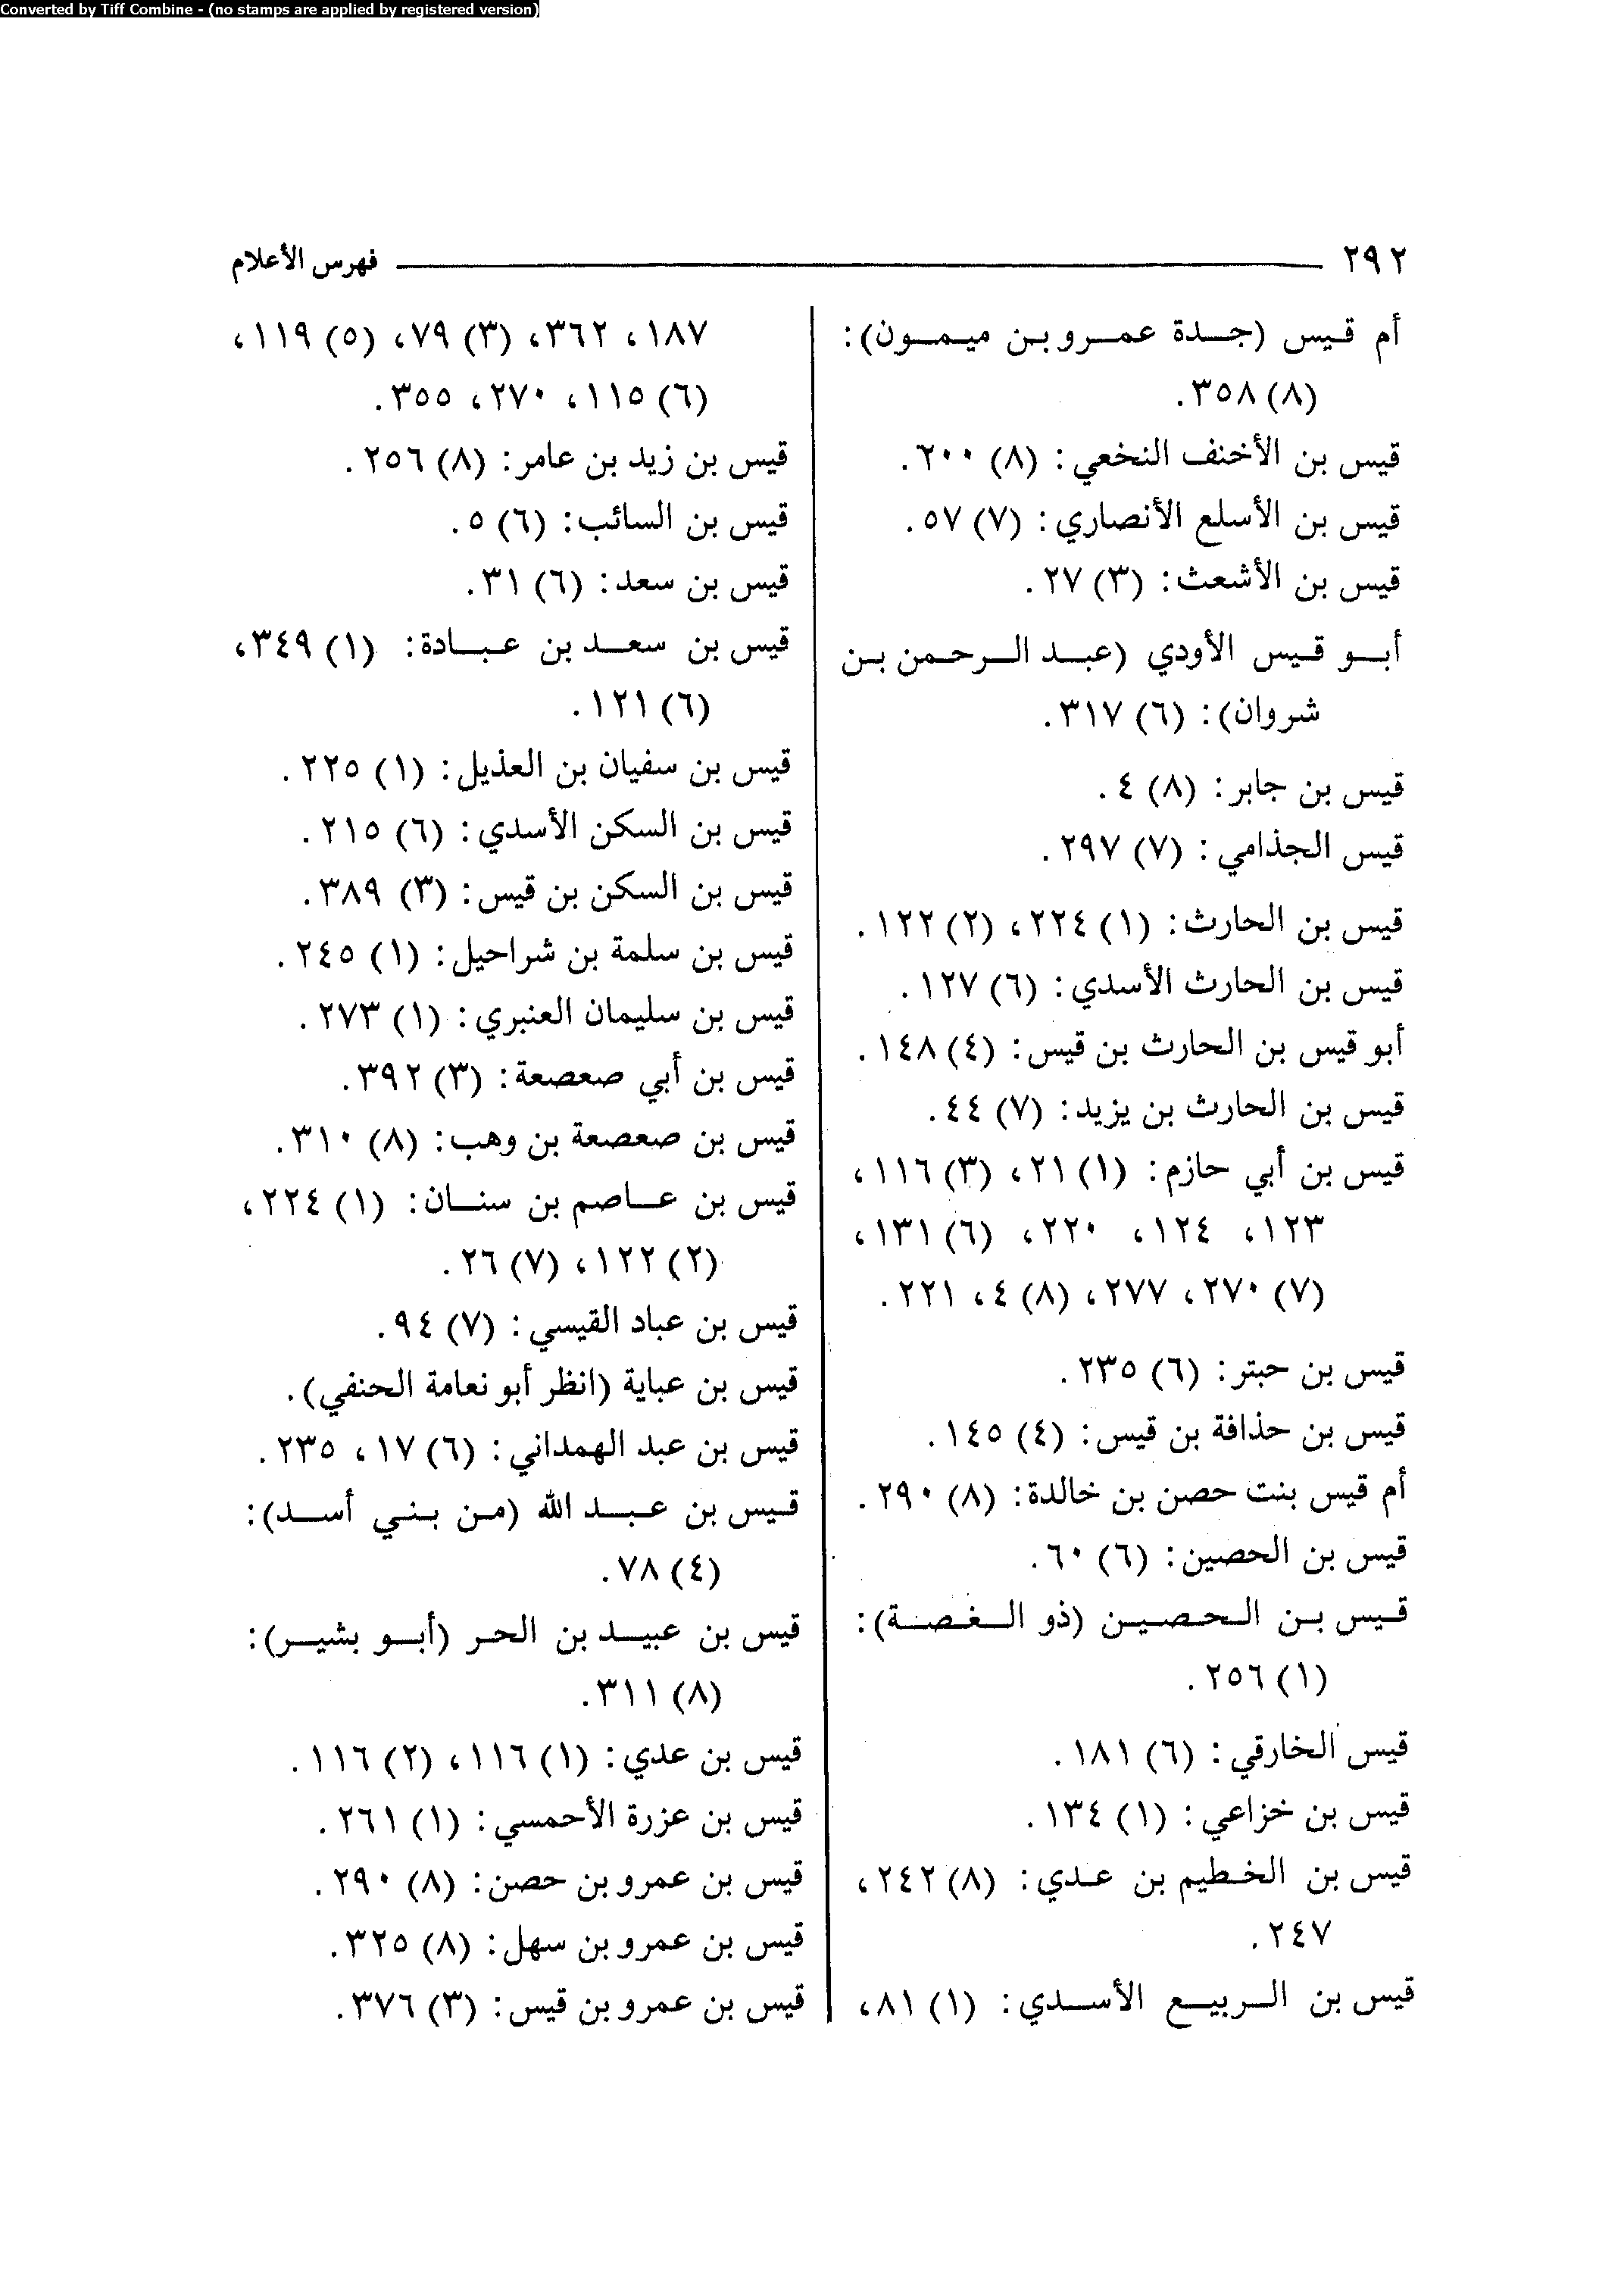 Converted by Tiff Combine - (no stamps are applied by registered version)
٢٩٢ فهرس الأعلام
أم قيس (جدة عمرو بن ميمون):
(٨) ٣٥٨.
قيس بن الأخنف النخعي: (٨) ٢٠٠.
قيس بن الأسلع الأنصاري: (٧) ٥٧.
قيس بن الأشعث: (٣) ٢٧.
أبو قيس الأودي (عبد الرحمن بن
شروان): (٦) ٣١٧.
قيس بن جابر: (٨) ٤.
قيس الجذامي: (٧) ٢٩٧.
قيس بن الحارث: (١) ٢٢٤، (٢) ١٢٢.
قيس بن الحارث الأسدي: (٦) ١٢٧.
أبو قيس بن الحارث بن قيس: (٤) ١٤٨.
قيس بن الحارث بن يزيد: (٧) ٤٤.
قيس بن أبي حازم: (١) ٢١، (٣) ١١٦،
١٢٣، ١٢٤، ٢٢٠، (٦) ١٣١،
(٧) ٢٧٠، ٢٧٧، (٨) ٤، ٢٢١.
قيس بن حبتر: (٦) ٢٣٥.
قيس بن حذافة بن قيس: (٤) ١٤٥.
أم قيس بنت حصن بن خالدة: (٨) ٢٩٠.
قيس بن الحصين: (٦) ٦٠.
قيس بن الحصين (ذو الغصة):
(١) ٢٥٦.
قيس الخارقي: (٦) ١٨١.
قيس بن خزاعي: (١) ١٣٤.
قيس بن الخطيم بن عدي: (٨) ٢٤٢،
٢٤٧.
قيس بن الربيع الأسدي: (١) ٨١،
١٨٧، ٣٦٢، (٣) ٧٩، (٥) ١١٩،
(٦) ١١٥، ٢٧٠، ٣٥٥.
قيس بن زيد بن عامر: (٨) ٢٥٦.
قيس بن السائب: (٦) ٥.
قيس بن سعد: (٦) ٣١.
قيس بن سعد بن عبادة: (١) ٣٤٩،
(٦) ١٢١.
قيس بن سفيان بن العذيل: (١) ٢٢٥.
قيس بن السكن الأسدي: (٦) ٢١٥.
قيس بن السكن بن قيس: (٣) ٣٨٩.
قيس بن سلمة بن شراحيل: (١) ٢٤٥.
قيس بن سليمان العنبري: (١) ٢٧٣.
قيس بن أبي صعصعة: (٣) ٣٩٢.
قيس بن صعصعة بن وهب: (٨) ٣١٠.
قيس بن عاصم بن سنان: (١) ٢٢٤،
(٢) ١٢٢، (٧) ٢٦.
قيس بن عباد القيسي: (٧) ٩٤.
قيس بن عباية (انظر أبو نعامة الحنفي).
قيس بن عبد الهمداني: (٦) ١٧، ٢٣٥.
قيس بن عبد الله (من بني أسد):
(٤) ٧٨.
قيس بن عبيد بن الحر (أبو بشير):
(٨) ٣١١.
قيس بن عدي: (١) ١١٦، (٢) ١١٦.
قيس بن عزرة الأحمسي: (١) ٢٦١.
قيس بن عمرو بن حصن: (٨) ٢٩٠.
قيس بن عمرو بن سهل: (٨) ٣٢٥.
قيس بن عمرو بن قيس: (٣) ٣٧٦.